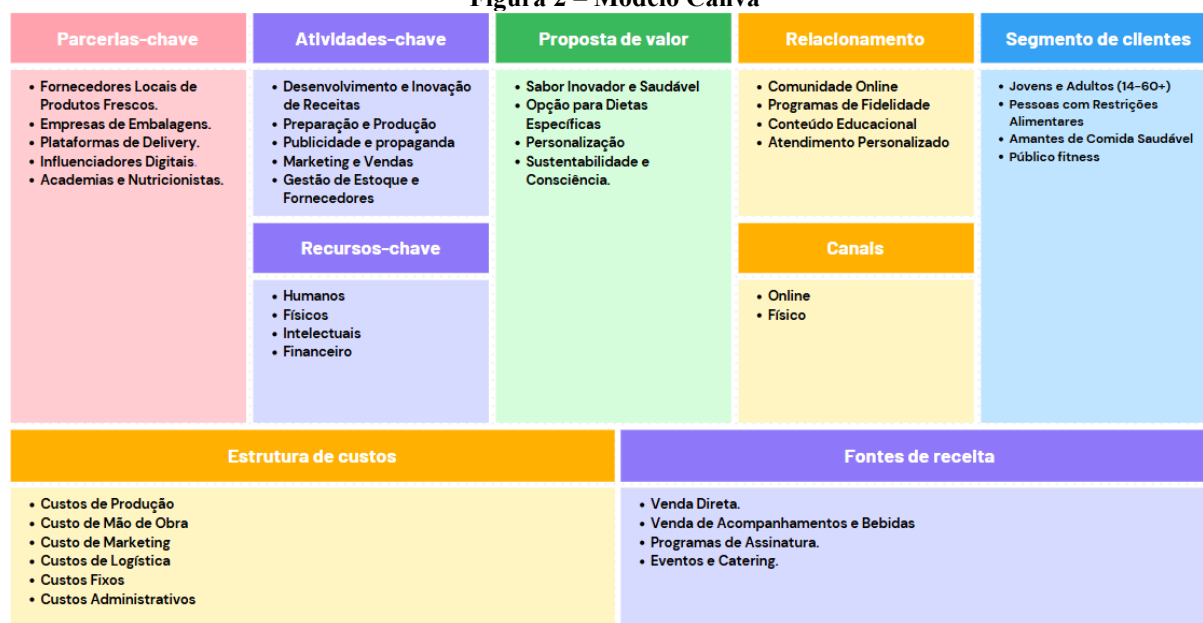 Figura 2 – Modelo Canva
Parcerias-chave
Fornecedores Locais de
Produtos Frescos.
Empresas de Embalagens.
Plataformas de Delivery.
Influenciadores Digitais.
Academias e Nutricionistas.
Atividades-chave
Desenvolvimento e Inovação
de Receitas
Preparação e Produção
Publicidade e propaganda
Marketing e Vendas
Gestão de Estoque e
Fornecedores
Recursos-chave
Humanos
Físicos
Intelectuais
Financeiro
Proposta de valor
Sabor Inovador e Saudável
Opção para Dietas
Específicas
Personalização
Sustentabilidade e
Consciência.
Relacionamento
Comunidade Online
Programas de Fidelidade
Conteúdo Educacional
Atendimento Personalizado
Canais
Online
Físico
Segmento de clientes
Jovens e Adultos (14-60+)
Pessoas com Restrições
Alimentares
Amantes de Comida Saudável
Público fitness
Estrutura de custos
Custos de Produção
Custo de Mão de Obra
Custo de Marketing
Custos de Logística
Custos Fixos
Custos Administrativos
Fontes de receita
Venda Direta.
Venda de Acompanhamentos e Bebidas
Programas de Assinatura.
Eventos e Catering.